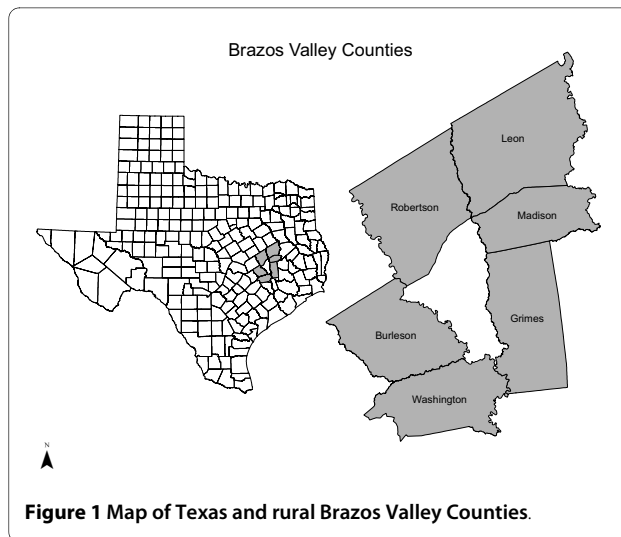 Brazos Valley Counties
Leon
Robertson
Madison
Grimes
Burleson
Washington
N
Figure 1 Map of Texas and rural Brazos Valley Counties.